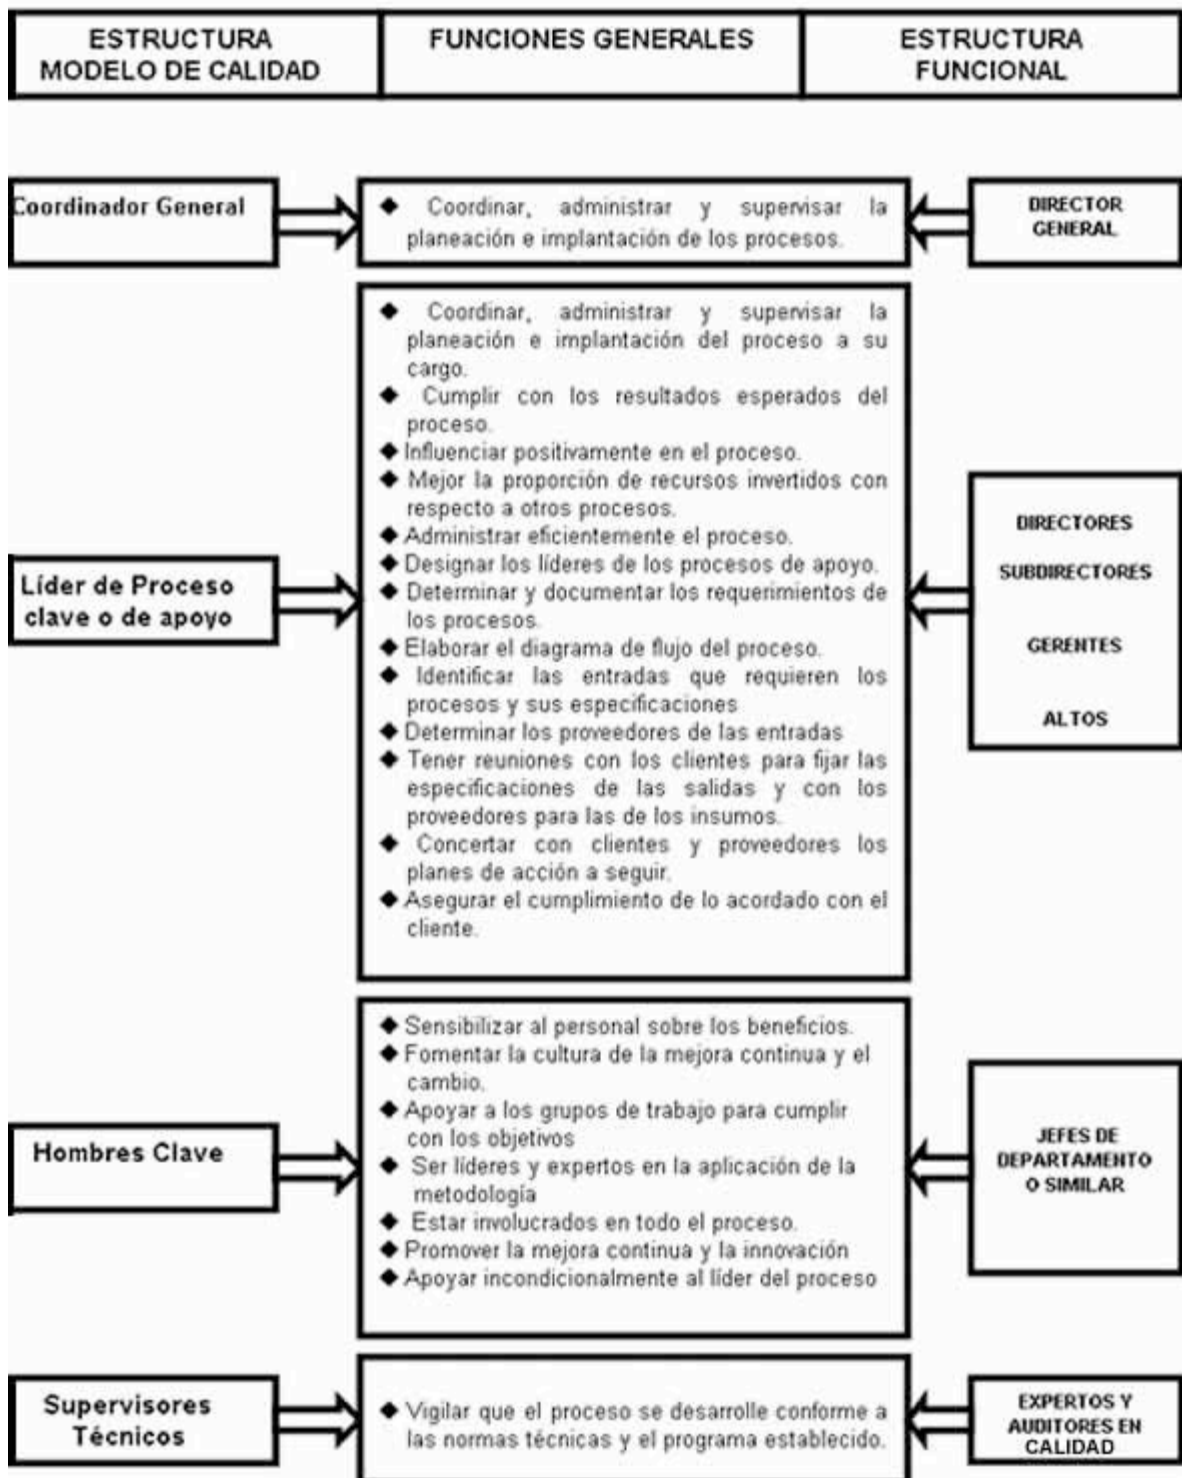 ESTRUCTURA
MODELO DE CALIDAD
FUNCIONES GENERALES
ESTRUCTURA
FUNCIONAL
Coordinador General
◆ Coordinar, administrar y supervisar la
planeación e implantación de los procesos.
DIRECTOR
GENERAL
Líder de Proceso
clave o de apoyo
◆ Coordinar, administrar y supervisar la
planeación e implantación del proceso a su
cargo.
◆ Cumplir con los resultados esperados del
proceso.
◆ Influenciar positivamente en el proceso.
◆ Mejor la proporción de recursos invertidos con
respecto a otros procesos.
◆ Administrar eficientemente el proceso.
◆ Designar los líderes de los procesos de apoyo.
◆ Determinar y documentar los requerimientos de
los procesos.
◆ Elaborar el diagrama de flujo del proceso.
◆ Identificar las entradas que requieren los
procesos y sus especificaciones
◆ Determinar los proveedores de las entradas
◆ Tener reuniones con los clientes para fijar las
especificaciones de las salidas y con los
proveedores para las de los insumos.
◆ Concertar con clientes y proveedores los
planes de acción a seguir.
◆ Asegurar el cumplimiento de lo acordado con el
cliente.
DIRECTORES
SUBDIRECTORES
GERENTES
ALTOS
Hombres Clave
◆ Sensibilizar al personal sobre los beneficios.
◆ Fomentar la cultura de la mejora continua y el
cambio.
◆ Apoyar a los grupos de trabajo para cumplir
con los objetivos
◆ Ser líderes y expertos en la aplicación de la
metodología
◆ Estar involucrados en todo el proceso.
◆ Promover la mejora continua y la innovación
◆ Apoyar incondicionalmente al líder del proceso
JEFES DE
DEPARTAMENTO
O SIMILAR
Supervisores
Técnicos
◆ Vigilar que el proceso se desarrolle conforme a
las normas técnicas y el programa establecido.
EXPERTOS Y
AUDITORES EN
CALIDAD